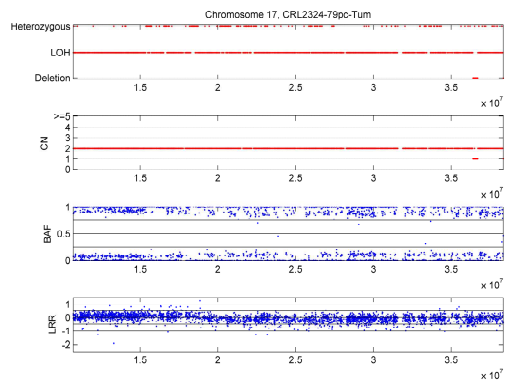 Chromosome 17, CRL2324-79pc-Tum
Heterozygous
LOH
Deletion
1.5 2 2.5 3 3.5
x 10^7
CN
>=5
4
3
2
1
0
1.5 2 2.5 3 3.5
x 10^7
BAF
1
0.5
0
1.5 2 2.5 3 3.5
x 10^7
LRR
1
0
-1
-2
1.5 2 2.5 3 3.5
x 10^7